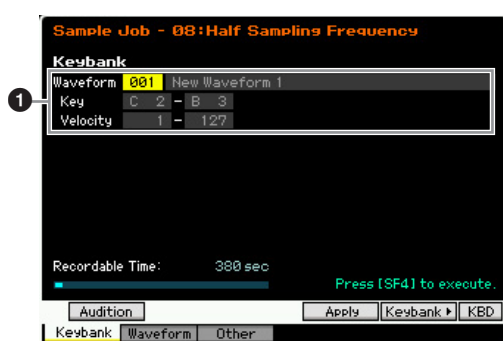 Sample Job - 08:Half Sampling Frequency
Keybank
Waveform 001 New Waveform 1
1 Key C 2 - B 3
Velocity 1 - 127
Recordable Time: 380 sec
Press [SF4] to execute.
Audition Apply Keybank▶ KBD
Keybank Waveform Other